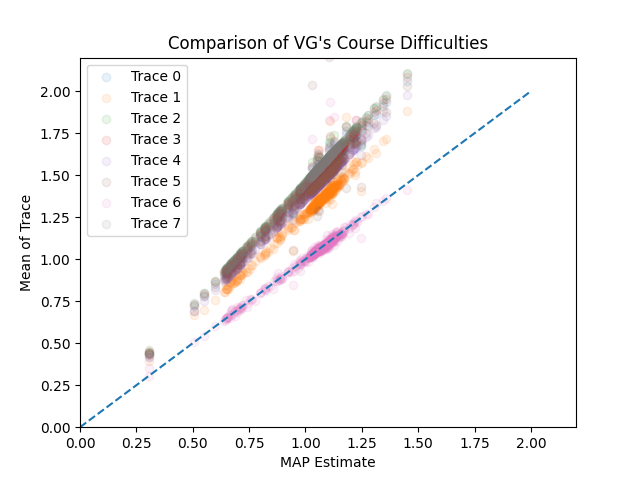 Comparison of VG's Course Difficulties
Trace 0
Trace 1
Trace 2
Trace 3
Trace 4
Trace 5
Trace 6
Trace 7
2.00
1.75
1.50
1.25
1.00
0.75
0.50
0.25
0.00
Mean of Trace
0.00 0.25 0.50 0.75 1.00 1.25 1.50 1.75 2.00
MAP Estimate